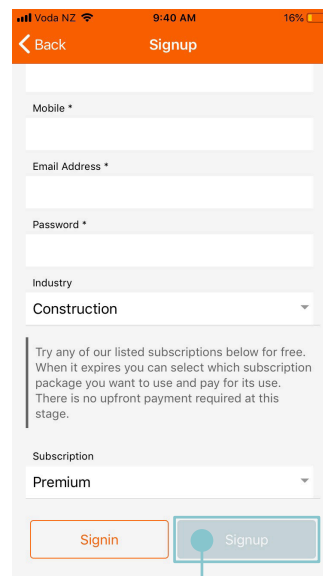 Voda NZ 9:40 AM 16%
Back Signup
Mobile *
Email Address *
Password *
Industry
Construction
Try any of our listed subscriptions below for free.
When it expires you can select which subscription
package you want to use and pay for its use.
There is no upfront payment required at this
stage.
Subscription
Premium
Signin Signup